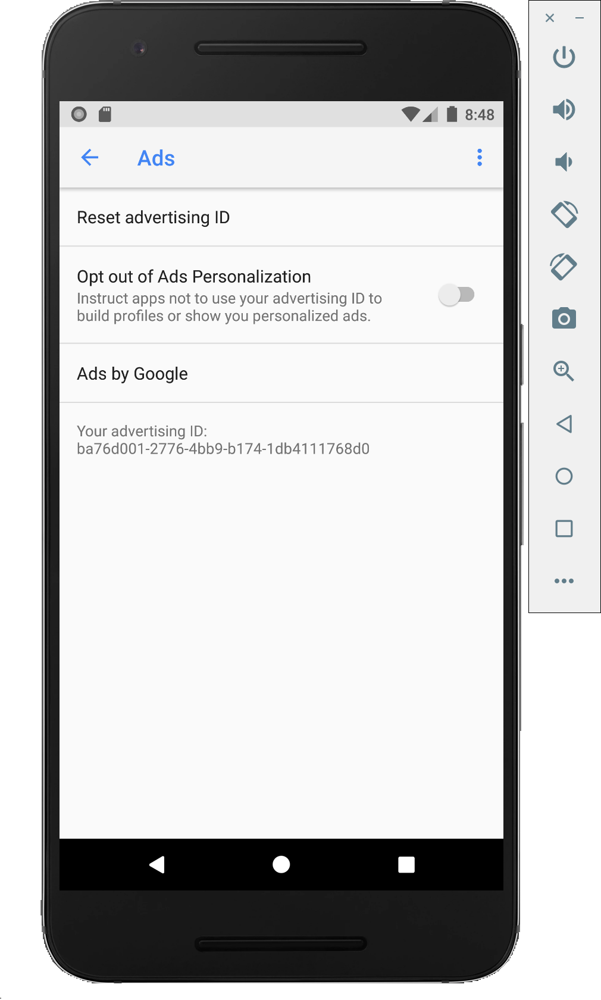 8:48
Ads
Reset advertising ID
Opt out of Ads Personalization
Instruct apps not to use your advertising ID to
build profiles or show you personalized ads.
Ads by Google
Your advertising ID:
ba76d001-2776-4bb9-b174-1db4111768d0